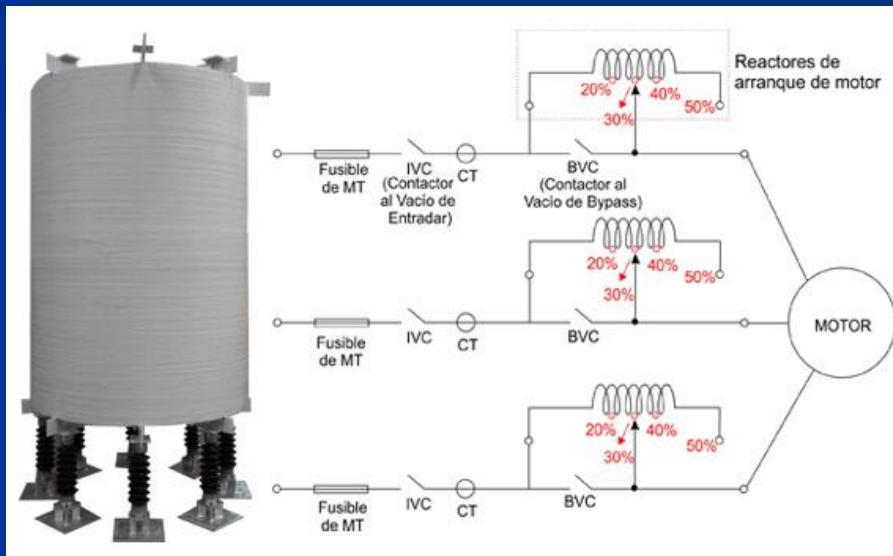 Reactores de
arranque de motor
20%
40%
50%
30%
Fusible
de MT
IVC
(Contactor
al Vacio de
Entradar)
CT
BVC
(Contactor al
Vacio de Bypass)
20%
40%
50%
30%
Fusible
de MT
IVC
CT
BVC
MOTOR
20%
40%
50%
30%
Fusible
de MT
IVC
CT
BVC